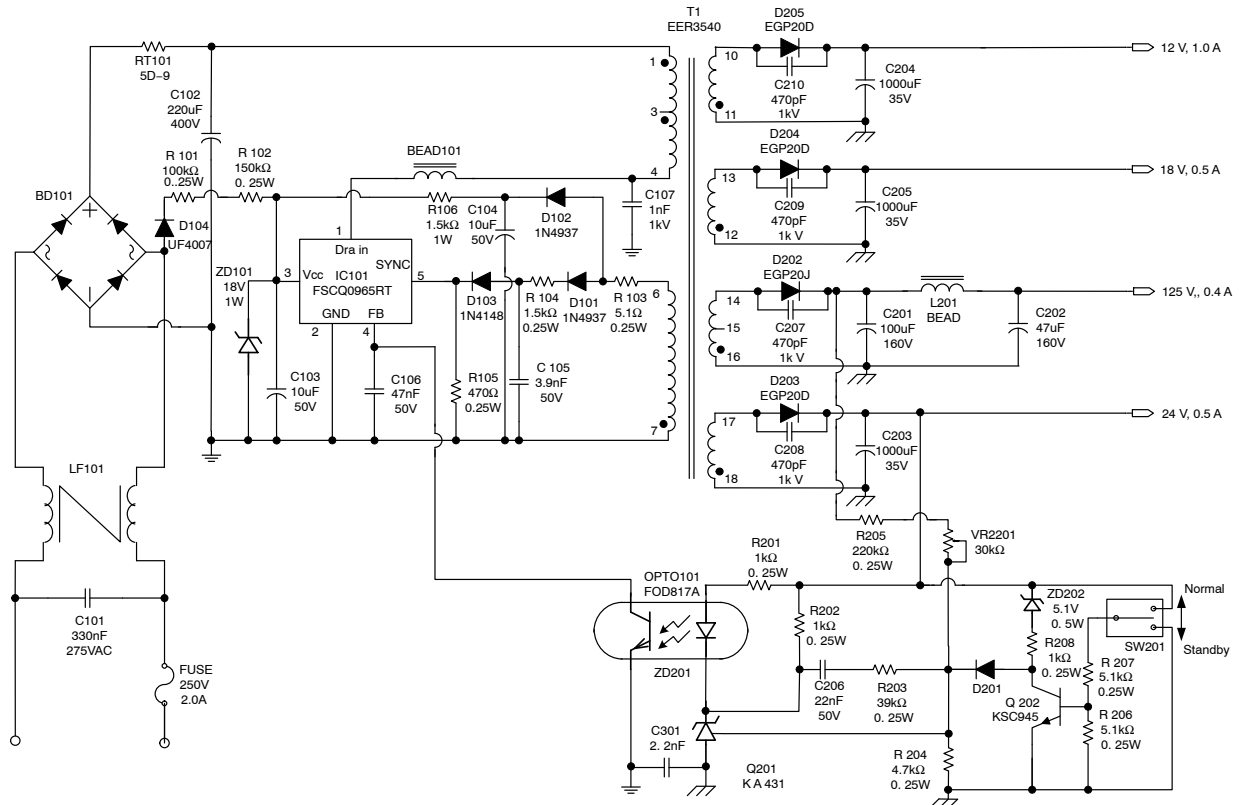 T1
EER3540
RT101
5D-9
C102
220uF
400V
BD101
R 101
100kΩ
0..25W
R 102
150kΩ
0. 25W
D104
UF4007
BEAD101
1
3
4
R106
1.5kΩ
1W
C104
10uF
50V
D102
1N4937
C107
1nF
1kV
ZD101
18V
1W
1
Dra in
SYNC
3
Vcc
IC101
FSCQ0965RT
5
GND
FB
2
4
D103
1N4148
R 104
1.5kΩ
0.25W
D101
1N4937
R 103
5.1Ω
0.25W
6
7
C103
10uF
50V
C106
47nF
50V
R105
470Ω
0.25W
C 105
3.9nF
50V
LF101
C101
330nF
275VAC
FUSE
250V
2.0A
D205
EGP20D
10
11
C210
470pF
1kV
C204
1000uF
35V
12 V, 1.0 A
D204
EGP20D
13
12
C209
470pF
1k V
C205
1000uF
35V
18 V, 0.5 A
D202
EGP20J
14
15
16
C207
470pF
1k V
C201
100uF
160V
L201
BEAD
C202
47uF
160V
125 V,, 0.4 A
D203
EGP20D
17
18
C208
470pF
1k V
C203
1000uF
35V
24 V, 0.5 A
R205
220kΩ
0. 25W
VR2201
30kΩ
OPTO101
FOD817A
R201
1kΩ
0. 25W
R202
1kΩ
0. 25W
ZD201
C206
22nF
50V
R203
39kΩ
0. 25W
D201
ZD202
5.1V
0. 5W
R208
1kΩ
0. 25W
Q 202
KSC945
R 207
5.1kΩ
0.25W
R 206
5.1kΩ
0. 25W
SW201
Normal
Standby
C301
2. 2nF
Q201
K A 431
R 204
4.7kΩ
0. 25W